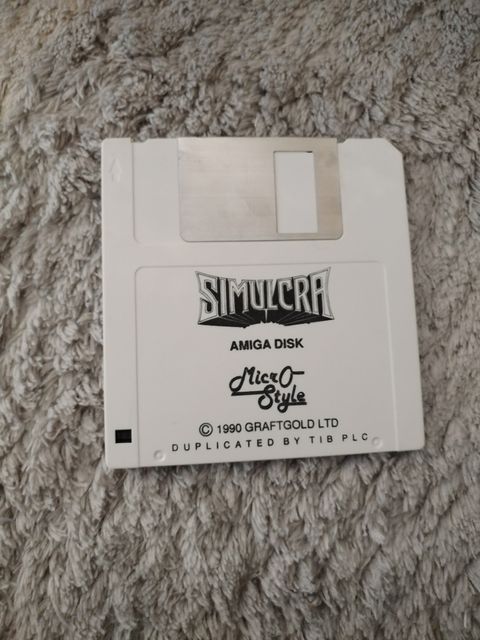 SIMULCRA
AMIGA DISK
Micro
Style
© 1990 GRAFTGOLD LTD
DUPLICATED BY TIB PLC